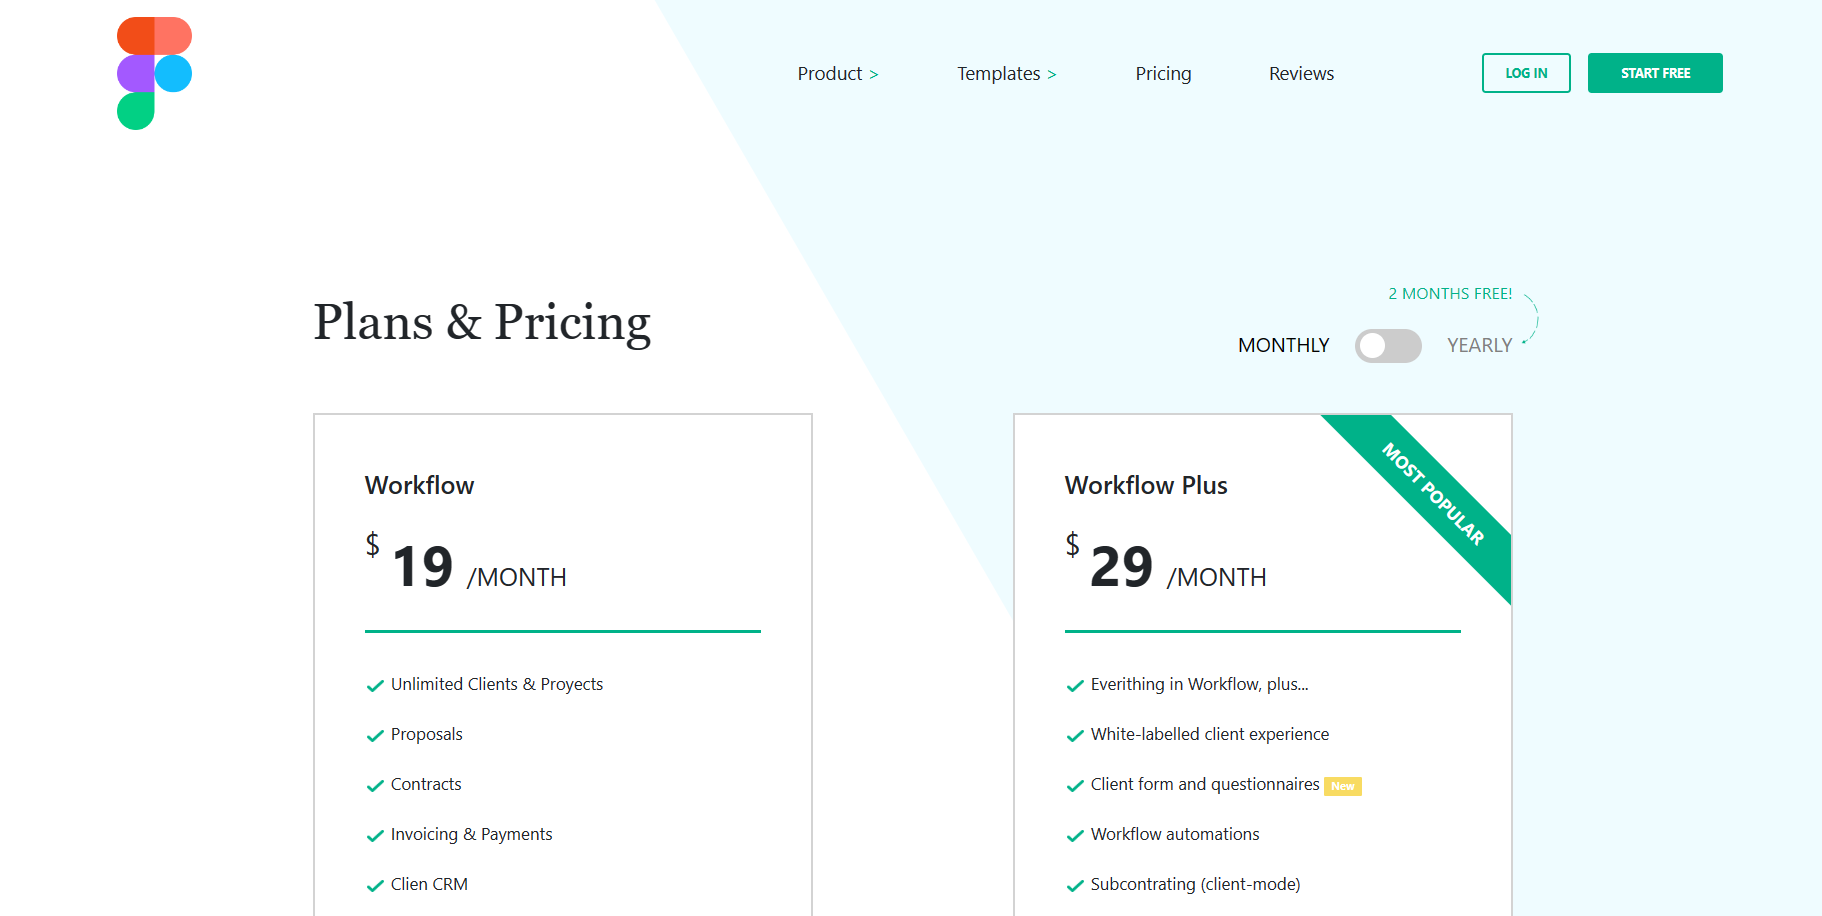 Product >
Templates >
Pricing
Reviews
LOG IN
START FREE
Plans & Pricing
2 MONTHS FREE!
MONTHLY
YEARLY
Workflow
$ 19 /MONTH
Unlimited Clients & Proyects
Proposals
Contracts
Invoicing & Payments
Clien CRM
MOST POPULAR
Workflow Plus
$ 29 /MONTH
Everithing in Workflow, plus...
White-labelled client experience
Client form and questionnaires New
Workflow automations
Subcontrating (client-mode)